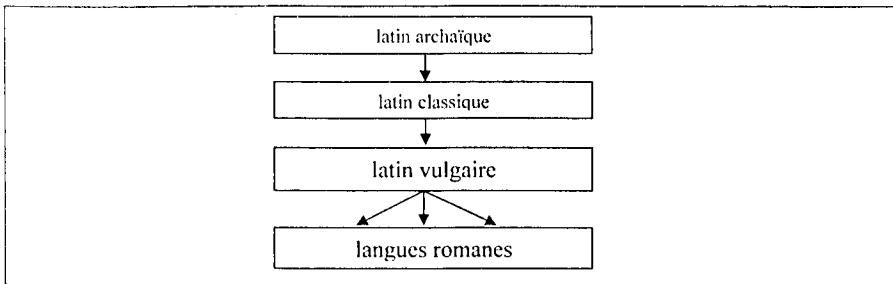 latin archaïque
latin classique
latin vulgaire
langues romanes